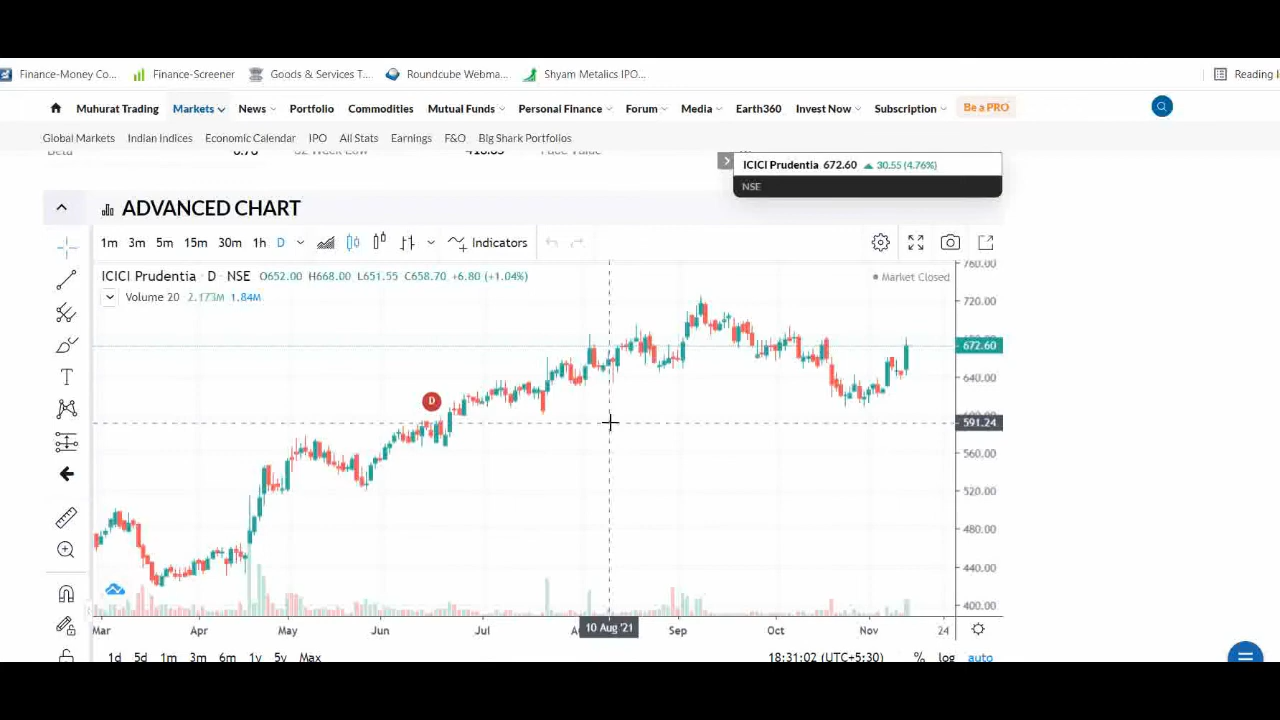 Finance-Money Co... Finance-Screener Goods & Services T... Roundcube Webma... Shyam Metalics IPO... Reading
Muhurat Trading Markets News Portfolio Commodities Mutual Funds Personal Finance Forum Media Earth360 Invest Now Subscription Be a PRO
Global Markets Indian Indices Economic Calendar IPO All Stats Earnings F&O Big Shark Portfolios
ICICI Prudentia 672.60 30.55 (4.76%)
NSE
ADVANCED CHART
1m 3m 5m 15m 30m 1h D Indicators
ICICI Prudentia · D · NSE O652.00 H668.00 L651.55 C658.70 +6.80 (+1.04%)
Market Closed
Volume 20 2.173M 1.84M
760.00
720.00
672.60
640.00
D
591.24
560.00
520.00
480.00
440.00
400.00
Mar Apr May Jun Jul 10 Aug '21 Sep Oct Nov 24
1d 5d 1m 3m 6m 1y 5y Max 18:31:02 (UTC+5:30) % log auto